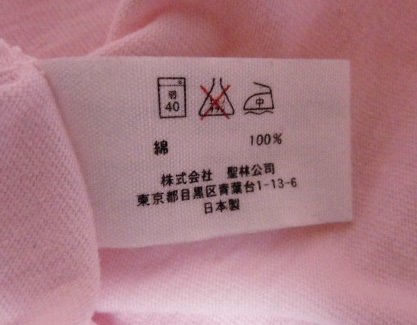 弱
40
中
綿 100%
株式会社 聖林公司
東京都目黒区青葉台1-13-6
日本製